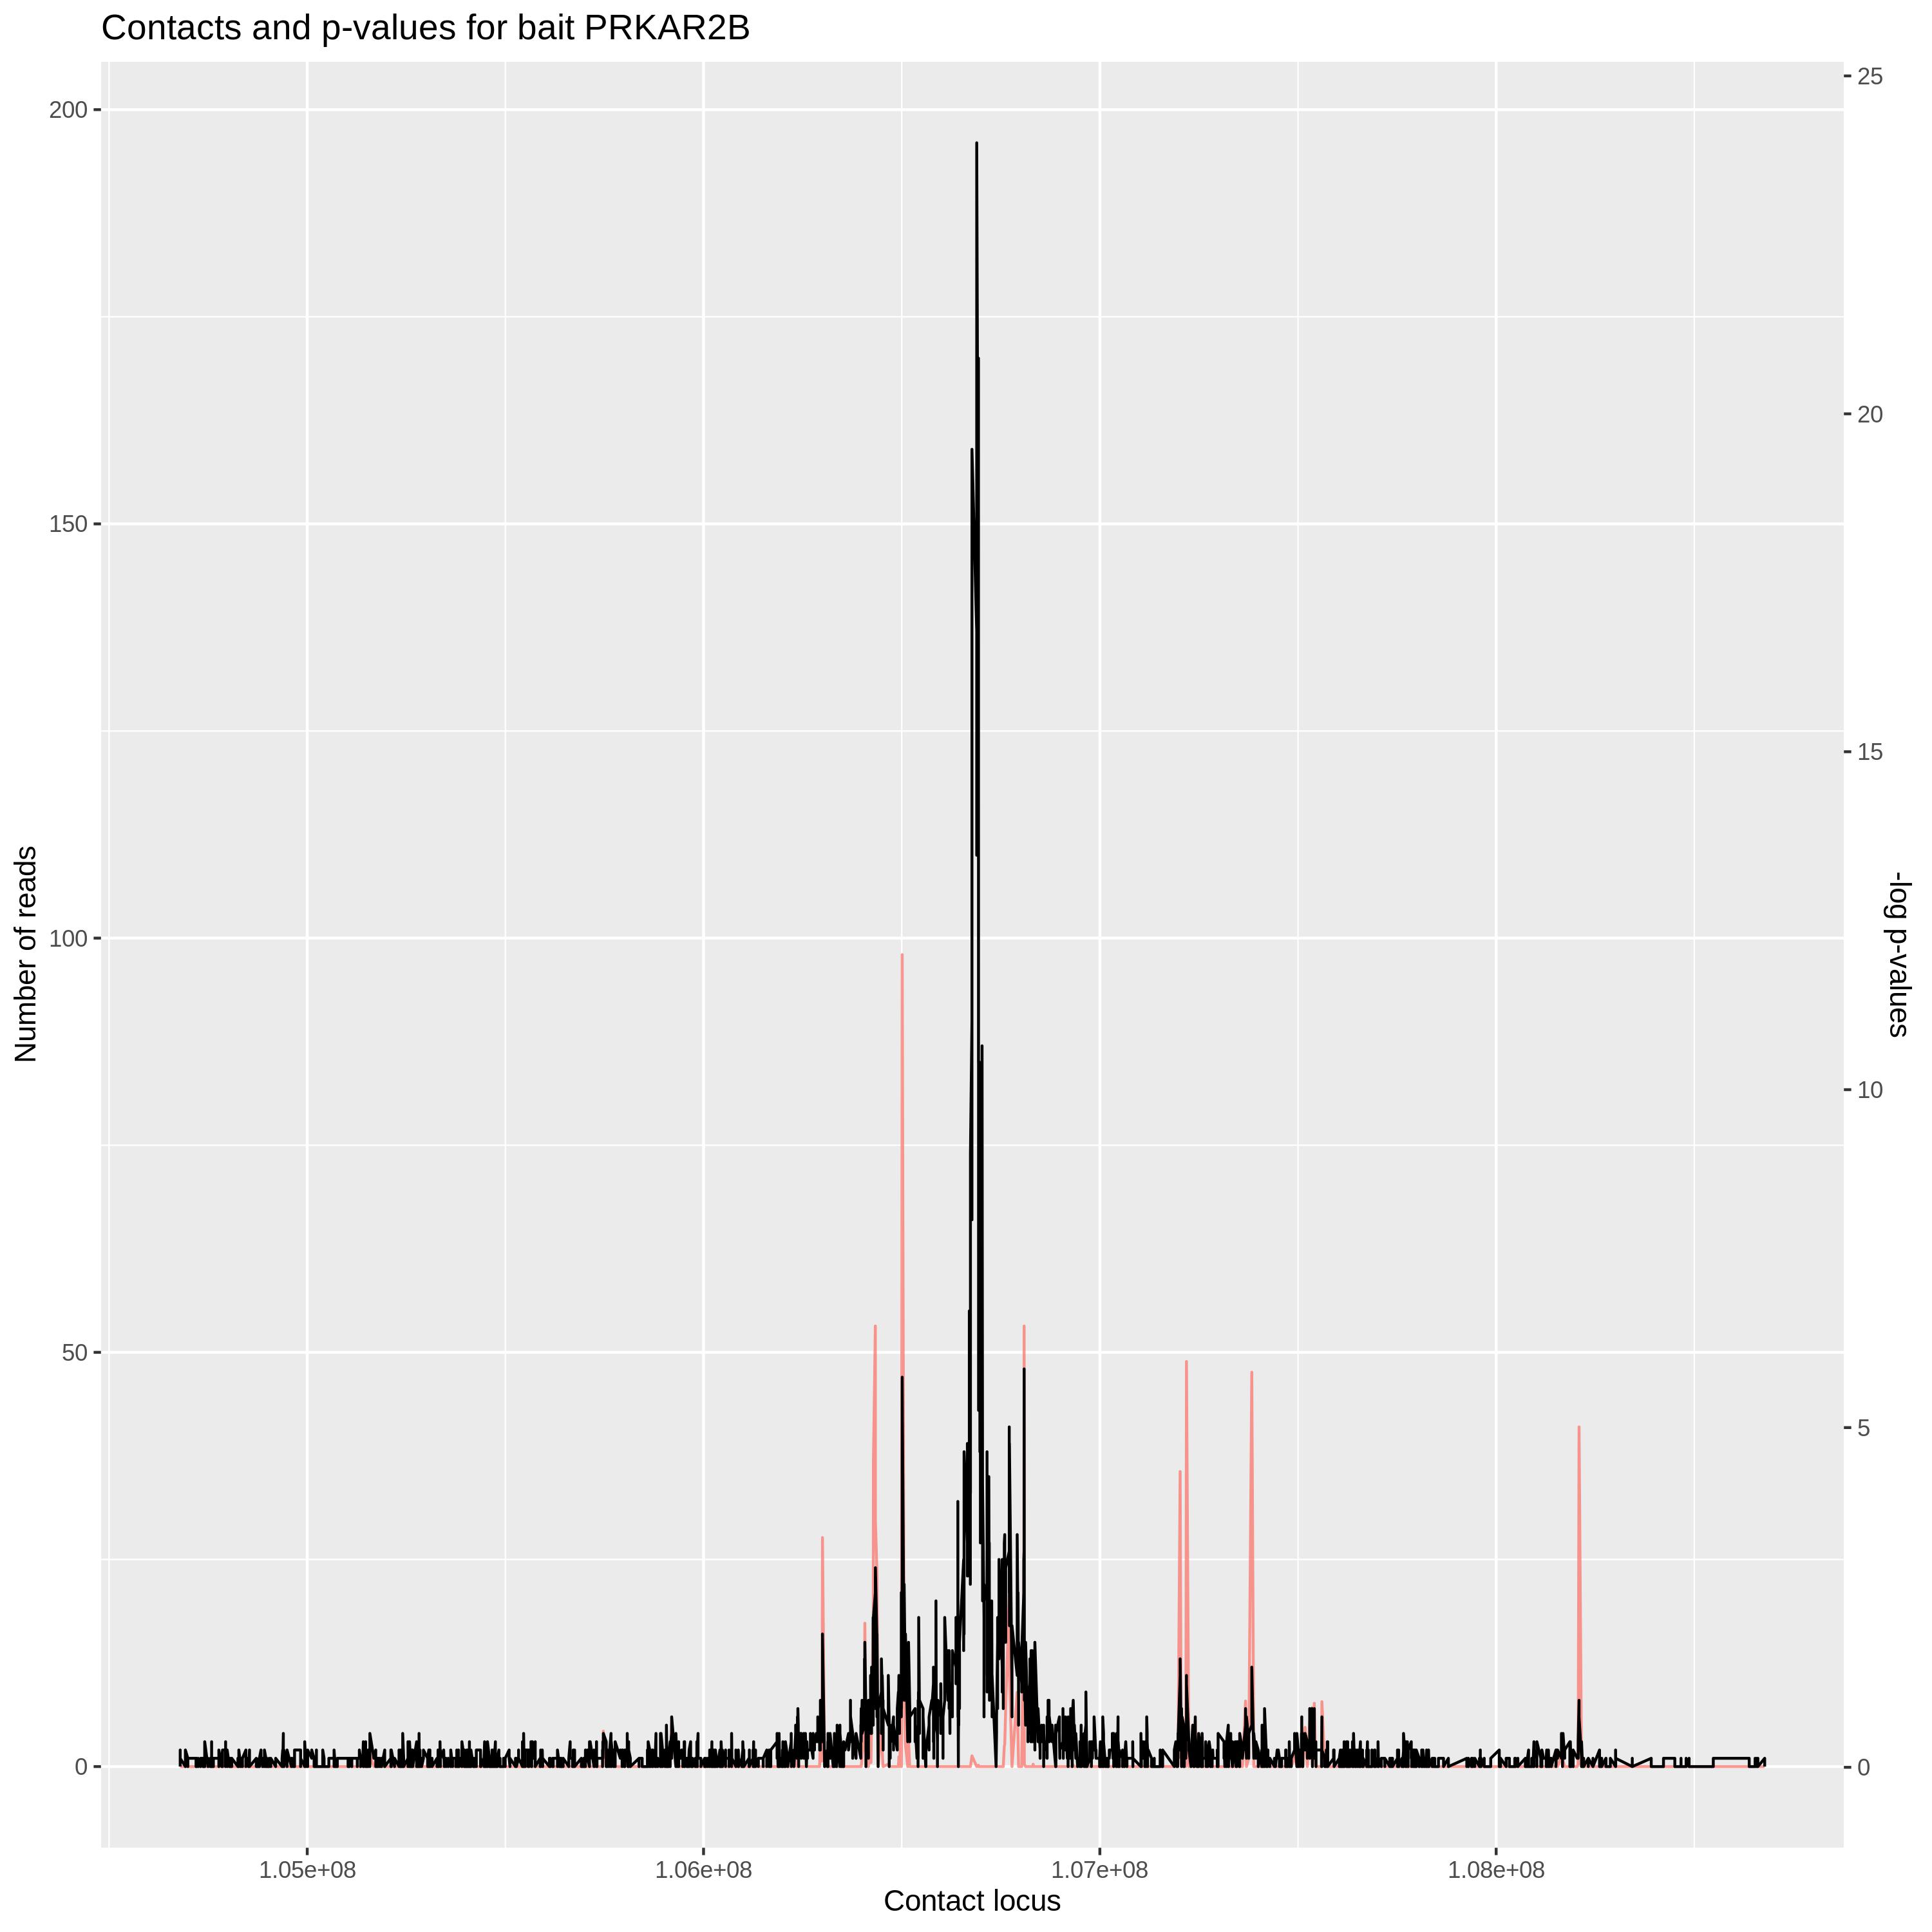 Contacts and p-values for bait PRKAR2B
200
150
100
50
0
Number of reads
25
20
15
10
5
0
-log p-values
1.05e+08
1.06e+08
1.07e+08
1.08e+08
Contact locus